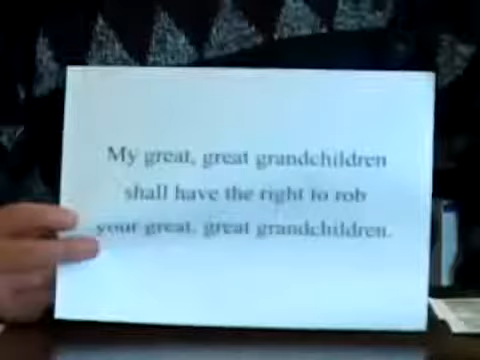 My great, great grandchildren
shall have the right to rob
your great, great grandchildren.